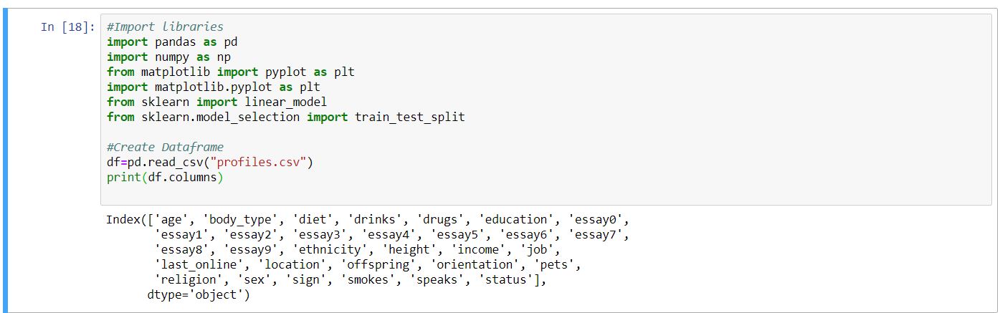 In [18]: #Import libraries
import pandas as pd
import numpy as np
from matplotlib import pyplot as plt
import matplotlib.pyplot as plt
from sklearn import linear_model
from sklearn.model_selection import train_test_split
#Create Dataframe
df=pd.read_csv("profiles.csv")
print(df.columns)
Index(['age', 'body_type', 'diet', 'drinks', 'drugs', 'education', 'essay0',
'essay1', 'essay2', 'essay3', 'essay4', 'essay5', 'essay6', 'essay7',
'essay8', 'essay9', 'ethnicity', 'height', 'income', 'job',
'last_online', 'location', 'offspring', 'orientation', 'pets',
'religion', 'sex', 'sign', 'smokes', 'speaks', 'status'],
dtype='object')